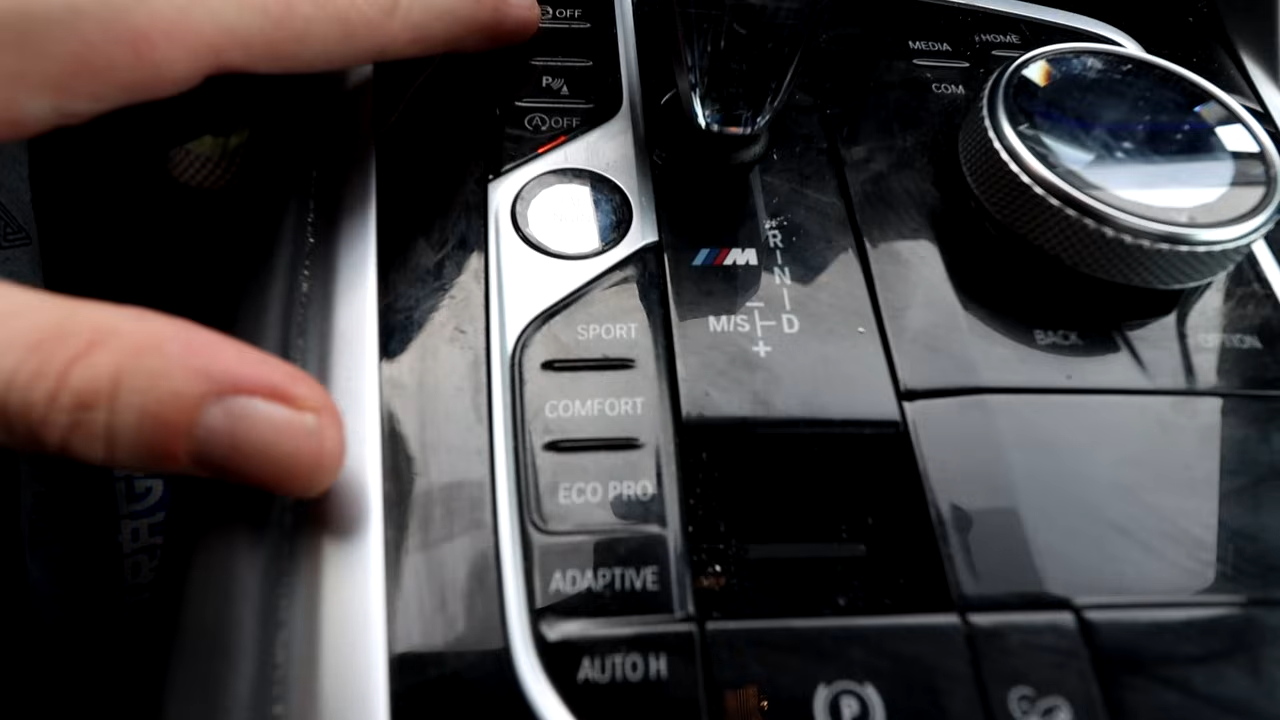 OFF
MEDIA
HOME
P
COM
A OFF
R
M
N
SPORT
M/S
D
+
BACK
OPTION
COMFORT
ECO PRO
ADAPTIVE
AUTO H
P